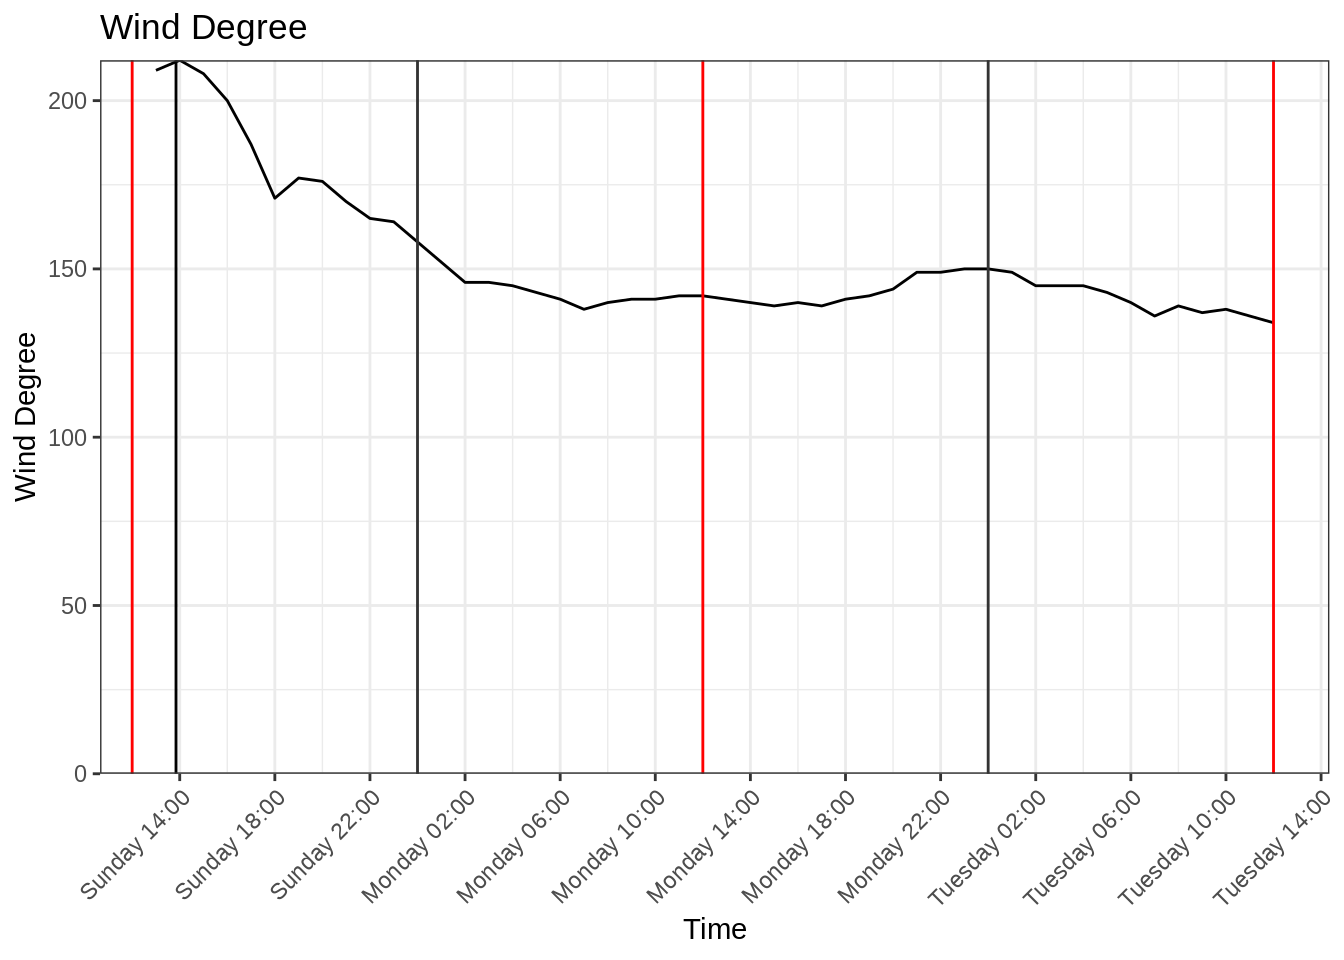 Wind Degree
Wind Degree
200
150
100
50
0
Sunday 14:00
Sunday 18:00
Sunday 22:00
Monday 02:00
Monday 06:00
Monday 10:00
Monday 14:00
Monday 18:00
Monday 22:00
Tuesday 02:00
Tuesday 06:00
Tuesday 10:00
Tuesday 14:00
Time